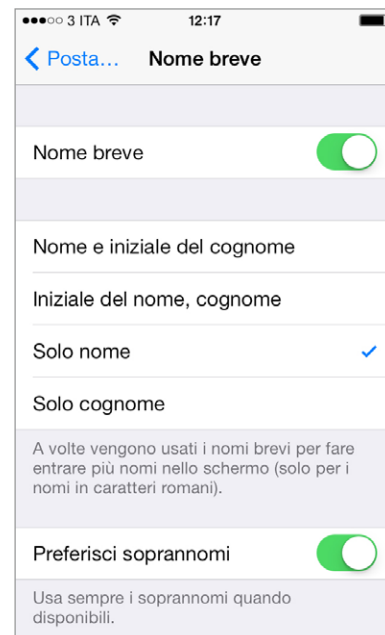 3 ITA 12:17
Posta... Nome breve
Nome breve
Nome e iniziale del cognome
Iniziale del nome, cognome
Solo nome
Solo cognome
A volte vengono usati i nomi brevi per fare
entrare più nomi nello schermo (solo per i
nomi in caratteri romani).
Preferisci soprannomi
Usa sempre i soprannomi quando
disponibili.